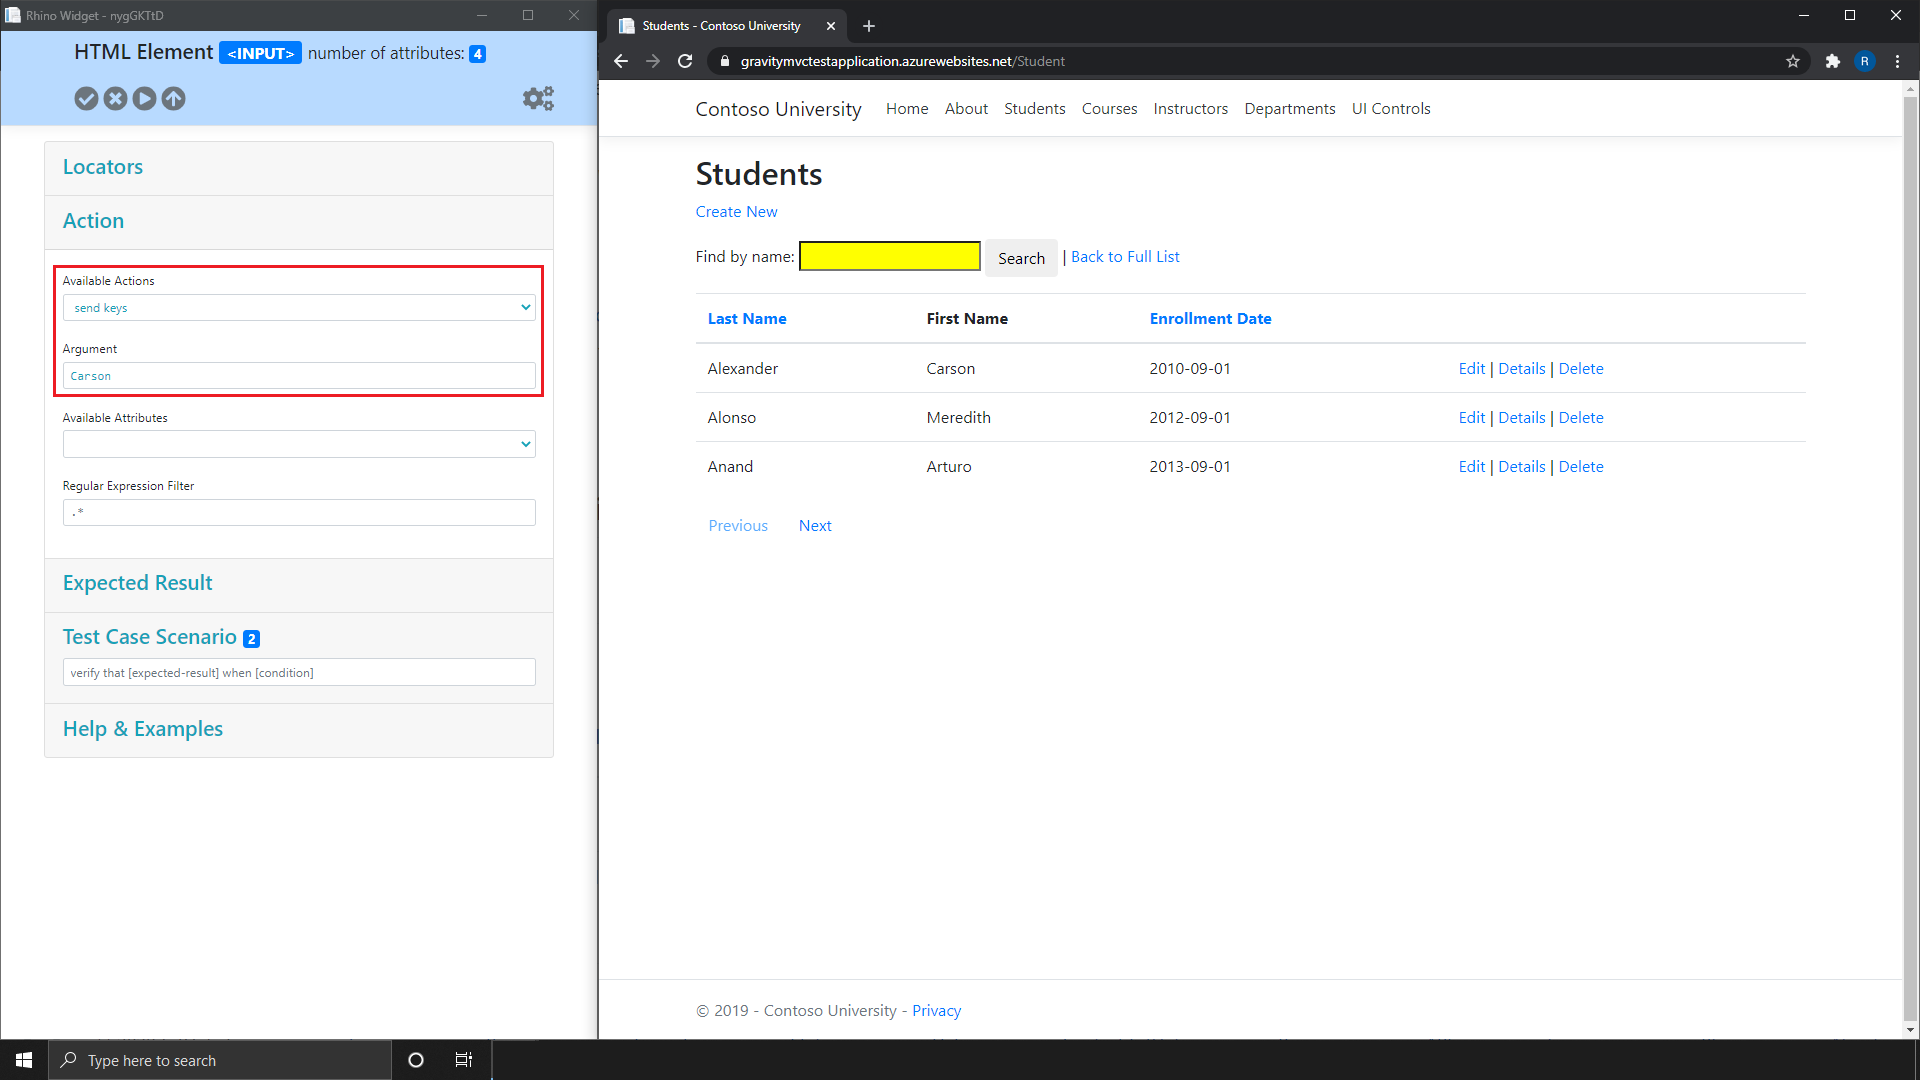 Rhino Widget - nygGKTtD
HTML Element <INPUT> number of attributes: 4
Locators
Action
Available Actions
send keys
Argument
Carson
Available Attributes
Regular Expression Filter
.*
Expected Result
Test Case Scenario 2
verify that [expected-result] when [condition]
Help & Examples
Students - Contoso University
gravitymvctestapplication.azurewebsites.net/Student
R
Contoso University Home About Students Courses Instructors Departments UI Controls
Students
Create New
Find by name: Search | Back to Full List
Last Name First Name Enrollment Date
Alexander Carson 2010-09-01 Edit | Details | Delete
Alonso Meredith 2012-09-01 Edit | Details | Delete
Anand Arturo 2013-09-01 Edit | Details | Delete
Previous Next
© 2019 - Contoso University - Privacy
Type here to search